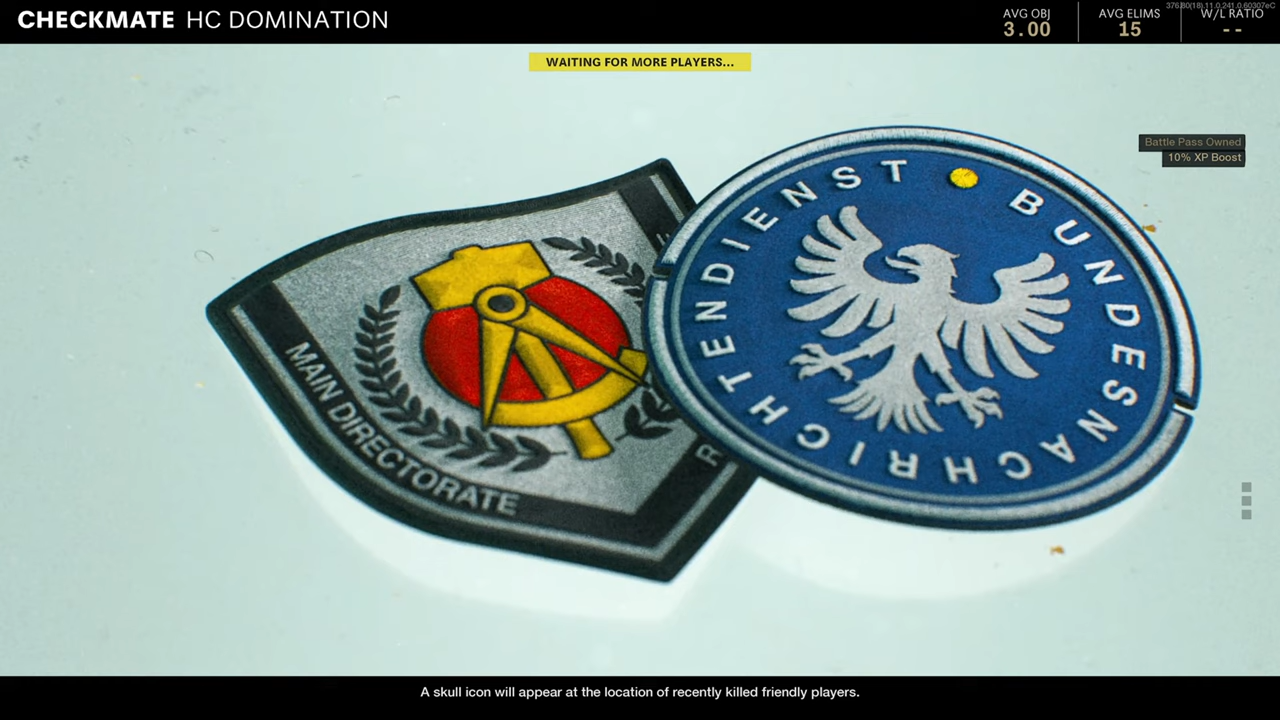 CHECKMATE HC DOMINATION
AVG OBJ
3.00
AVG ELIMS
15
W/L RATIO
--
WAITING FOR MORE PLAYERS...
Battle Pass Owned
10% XP Boost
MAIN DIRECTORATE
R
BUNDESNACHRICHTENDIENST
A skull icon will appear at the location of recently killed friendly players.